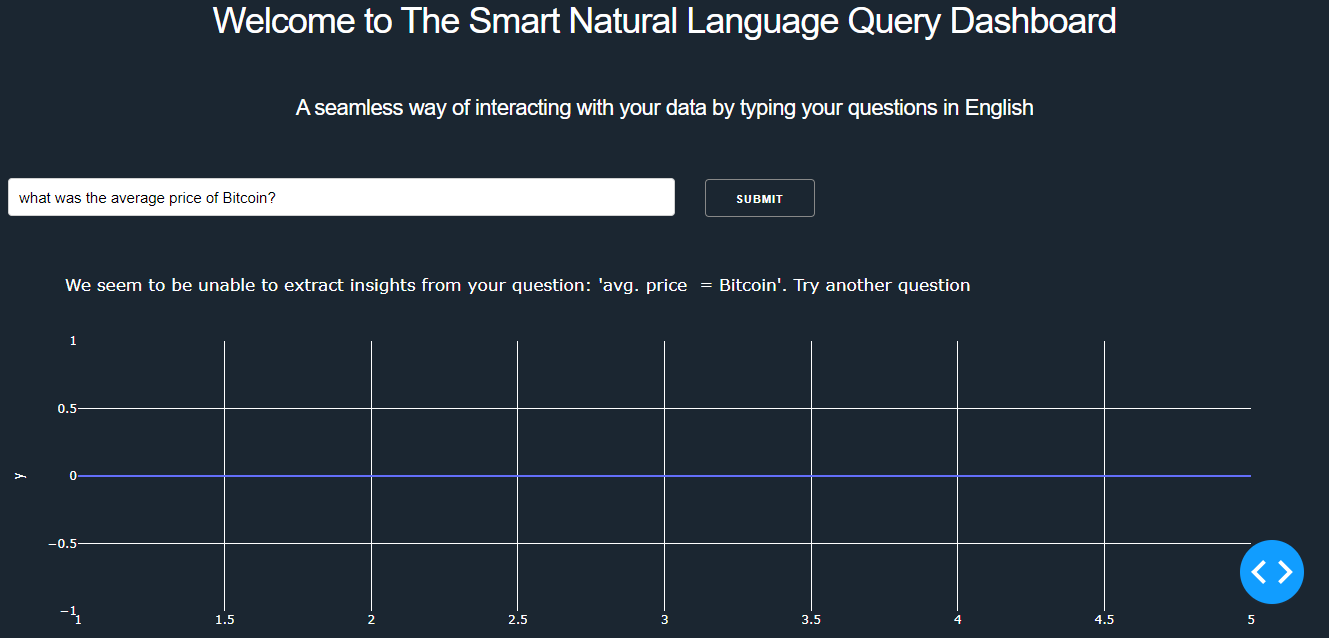 Welcome to The Smart Natural Language Query Dashboard
A seamless way of interacting with your data by typing your questions in English
what was the average price of Bitcoin?
SUBMIT
We seem to be unable to extract insights from your question: 'avg. price  = Bitcoin'. Try another question
1
0.5
0
−0.5
−1
y
1
1.5
2
2.5
3
3.5
4
4.5
5